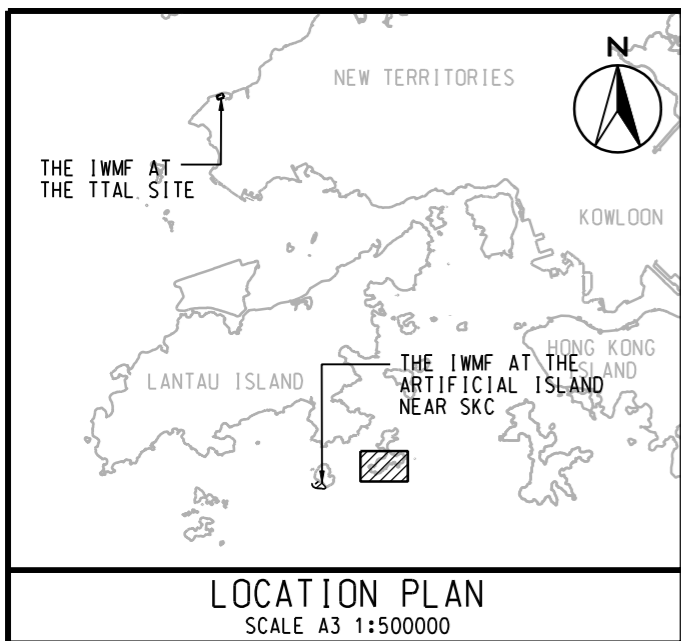 N
NEW TERRITORIES
THE IWMF AT
THE TTAL SITE
KOWLOON
HONG KONG
ISLAND
THE IWMF AT THE
ARTIFICIAL ISLAND
NEAR SKC
LANTAU ISLAND
LOCATION PLAN
SCALE A3 1:500000